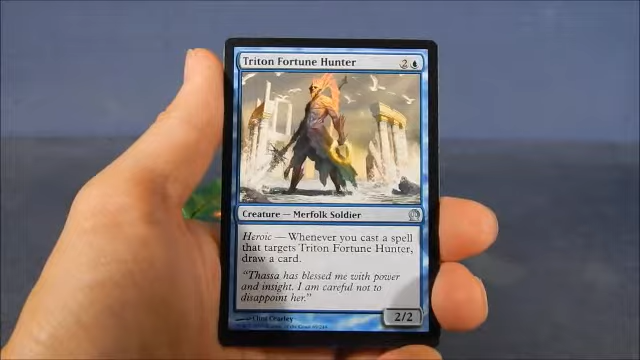 Triton Fortune Hunter 2
Creature — Merfolk Soldier
Heroic — Whenever you cast a spell
that targets Triton Fortune Hunter,
draw a card.
"Thassa has blessed me with power
and insight. I am careful not to
disappoint her."
2/2
Clint Cearley